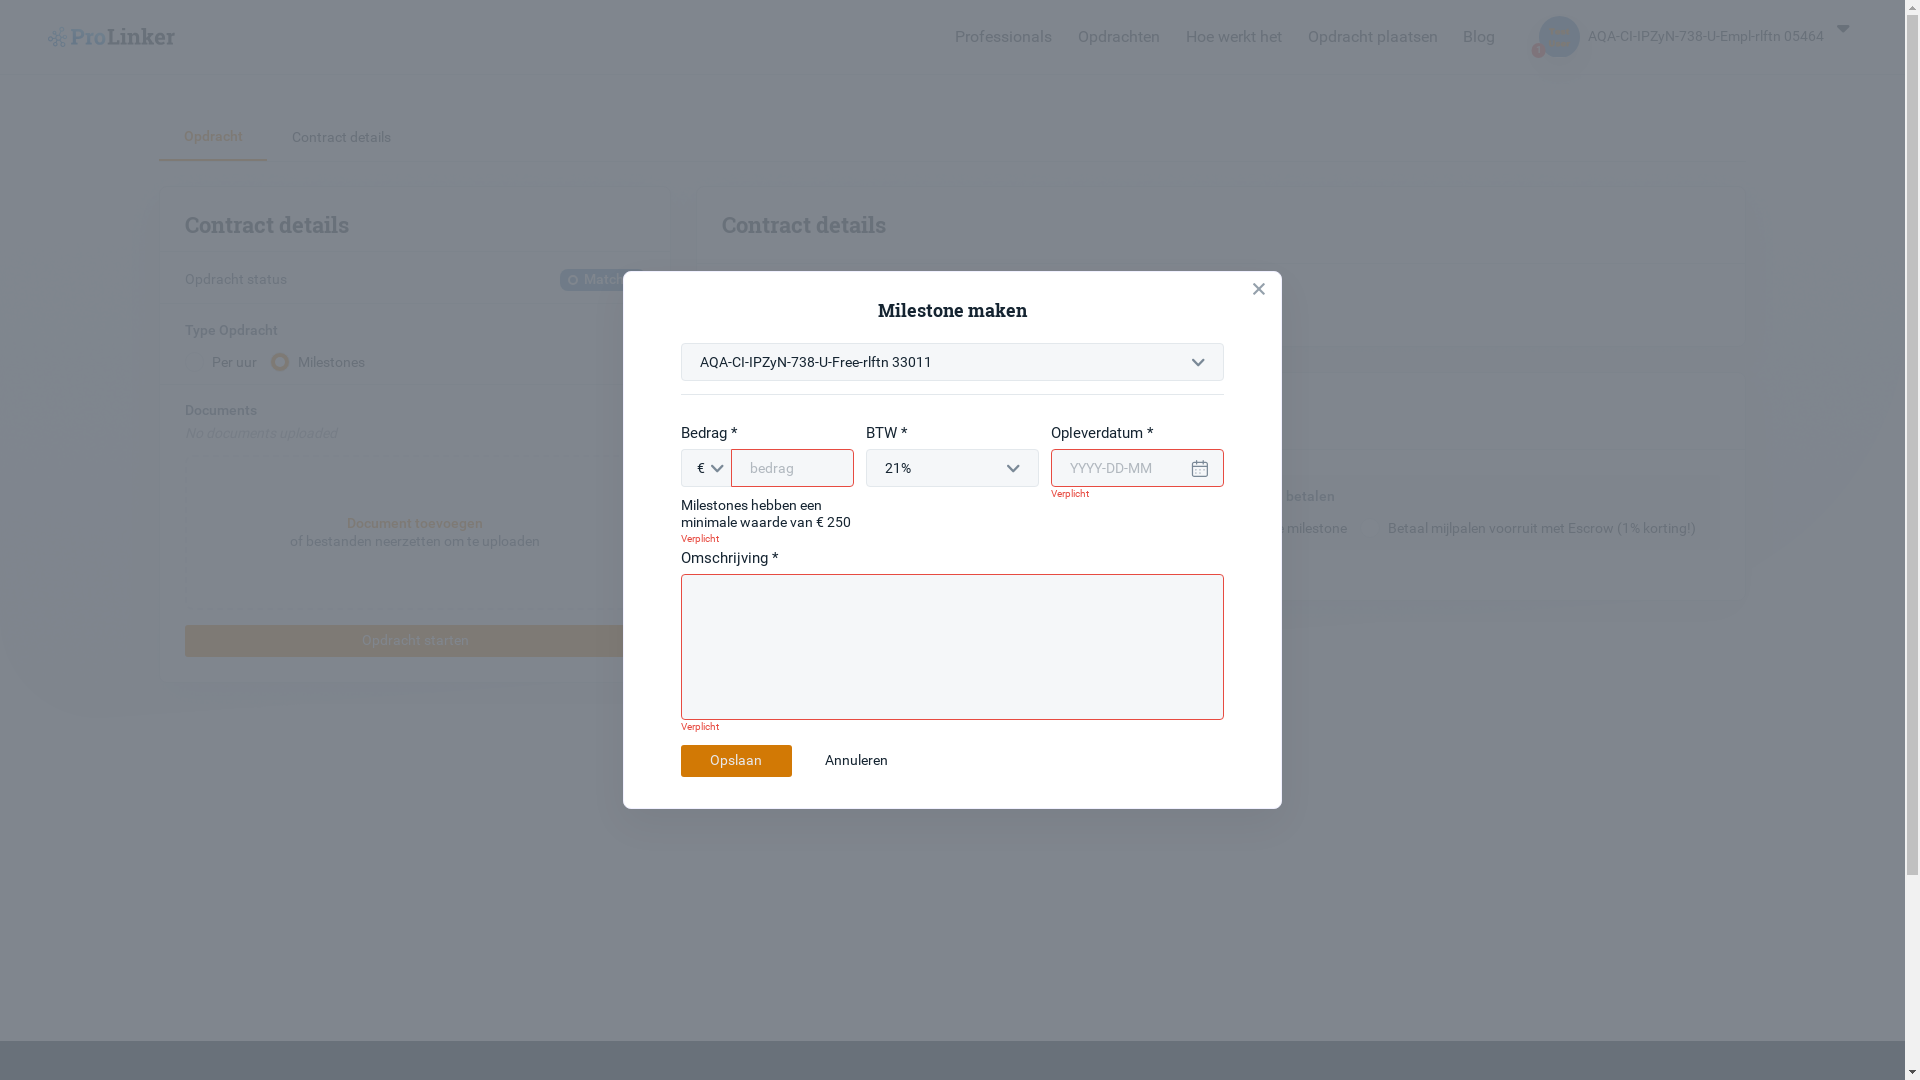 ProLinker
Professionals
Opdrachten
Hoe werkt het
Opdracht plaatsen
Blog
1
AQA-CI-IPZyN-738-U-Empl-rlftn 05464
Opdracht
Contract details
Contract details
Opdracht status
Type Opdracht
Per uur
Milestones
Documents
No documents uploaded
Document toevoegen
of bestanden neerzetten om te uploaden
Opdracht starten
Contract details
betalen
milestone
Betaal mijlpalen voorruit met Escrow (1% korting!)
Milestone maken
AQA-CI-IPZyN-738-U-Free-rlftn 33011
Bedrag *
BTW *
Opleverdatum *
€
bedrag
21%
YYYY-DD-MM
Verplicht
Milestones hebben een
minimale waarde van € 250
Verplicht
Omschrijving *
Verplicht
Opslaan
Annuleren